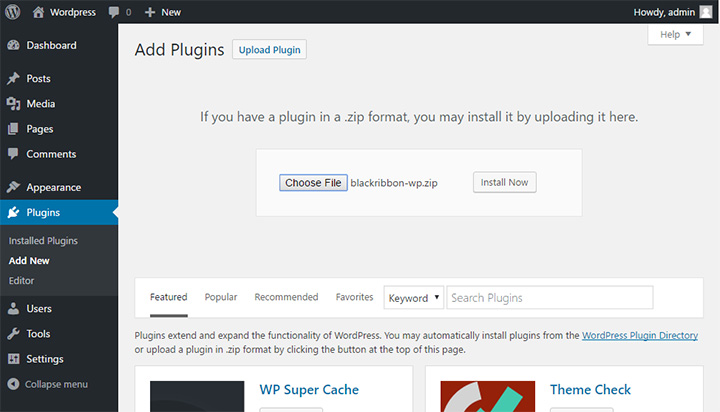 Wordpress 0 New Howdy, admin
Dashboard
Posts
Media
Pages
Comments
Appearance
Plugins
Installed Plugins
Add New
Editor
Users
Tools
Settings
Collapse menu
Help ▼
Add Plugins Upload Plugin
If you have a plugin in a .zip format, you may install it by uploading it here.
Choose File blackribbon-wp.zip Install Now
Featured Popular Recommended Favorites Keyword ▼ Search Plugins
Plugins extend and expand the functionality of WordPress. You may automatically install plugins from the WordPress Plugin Directory
or upload a plugin in .zip format by clicking the button at the top of this page.
WP Super Cache Theme Check